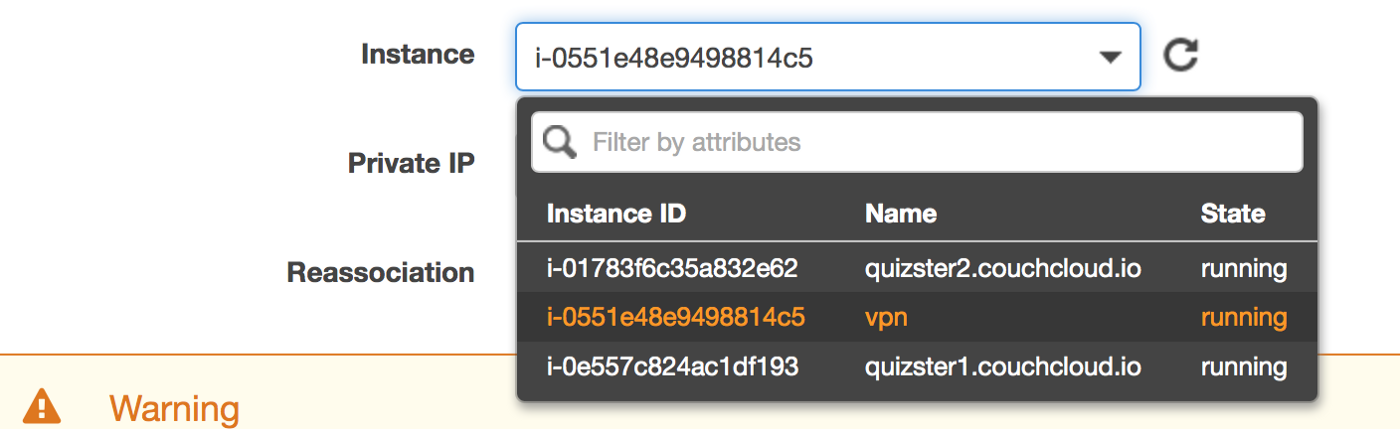 Instance i-0551e48e9498814c5
Filter by attributes
Private IP
Instance ID Name State
Reassociation i-01783f6c35a832e62 quizster2.couchcloud.io running
i-0551e48e9498814c5 vpn running
i-0e557c824ac1df193 quizster1.couchcloud.io running
Warning